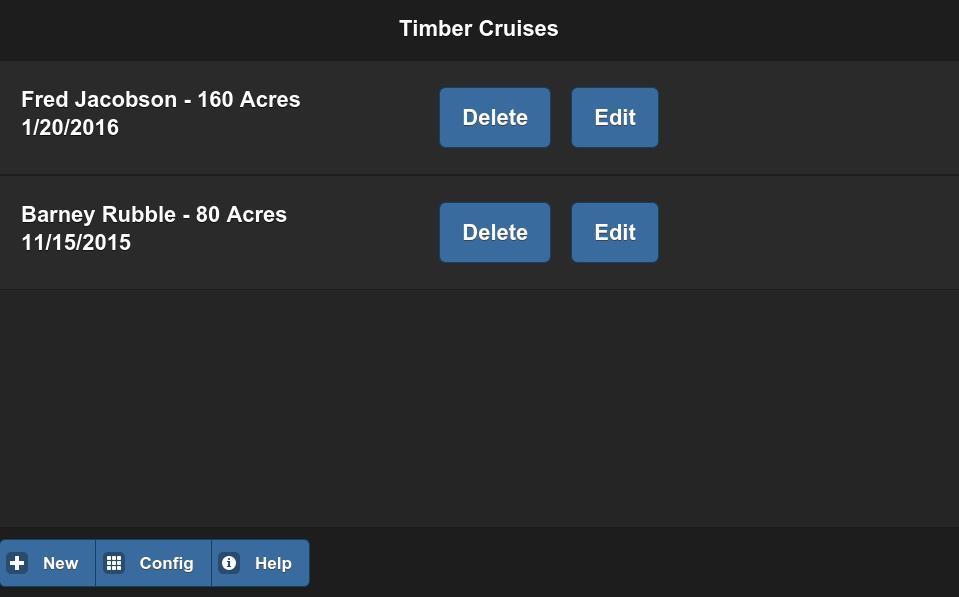 Timber Cruises
Fred Jacobson - 160 Acres
1/20/2016
Delete
Edit
Barney Rubble - 80 Acres
11/15/2015
Delete
Edit
New
Config
Help